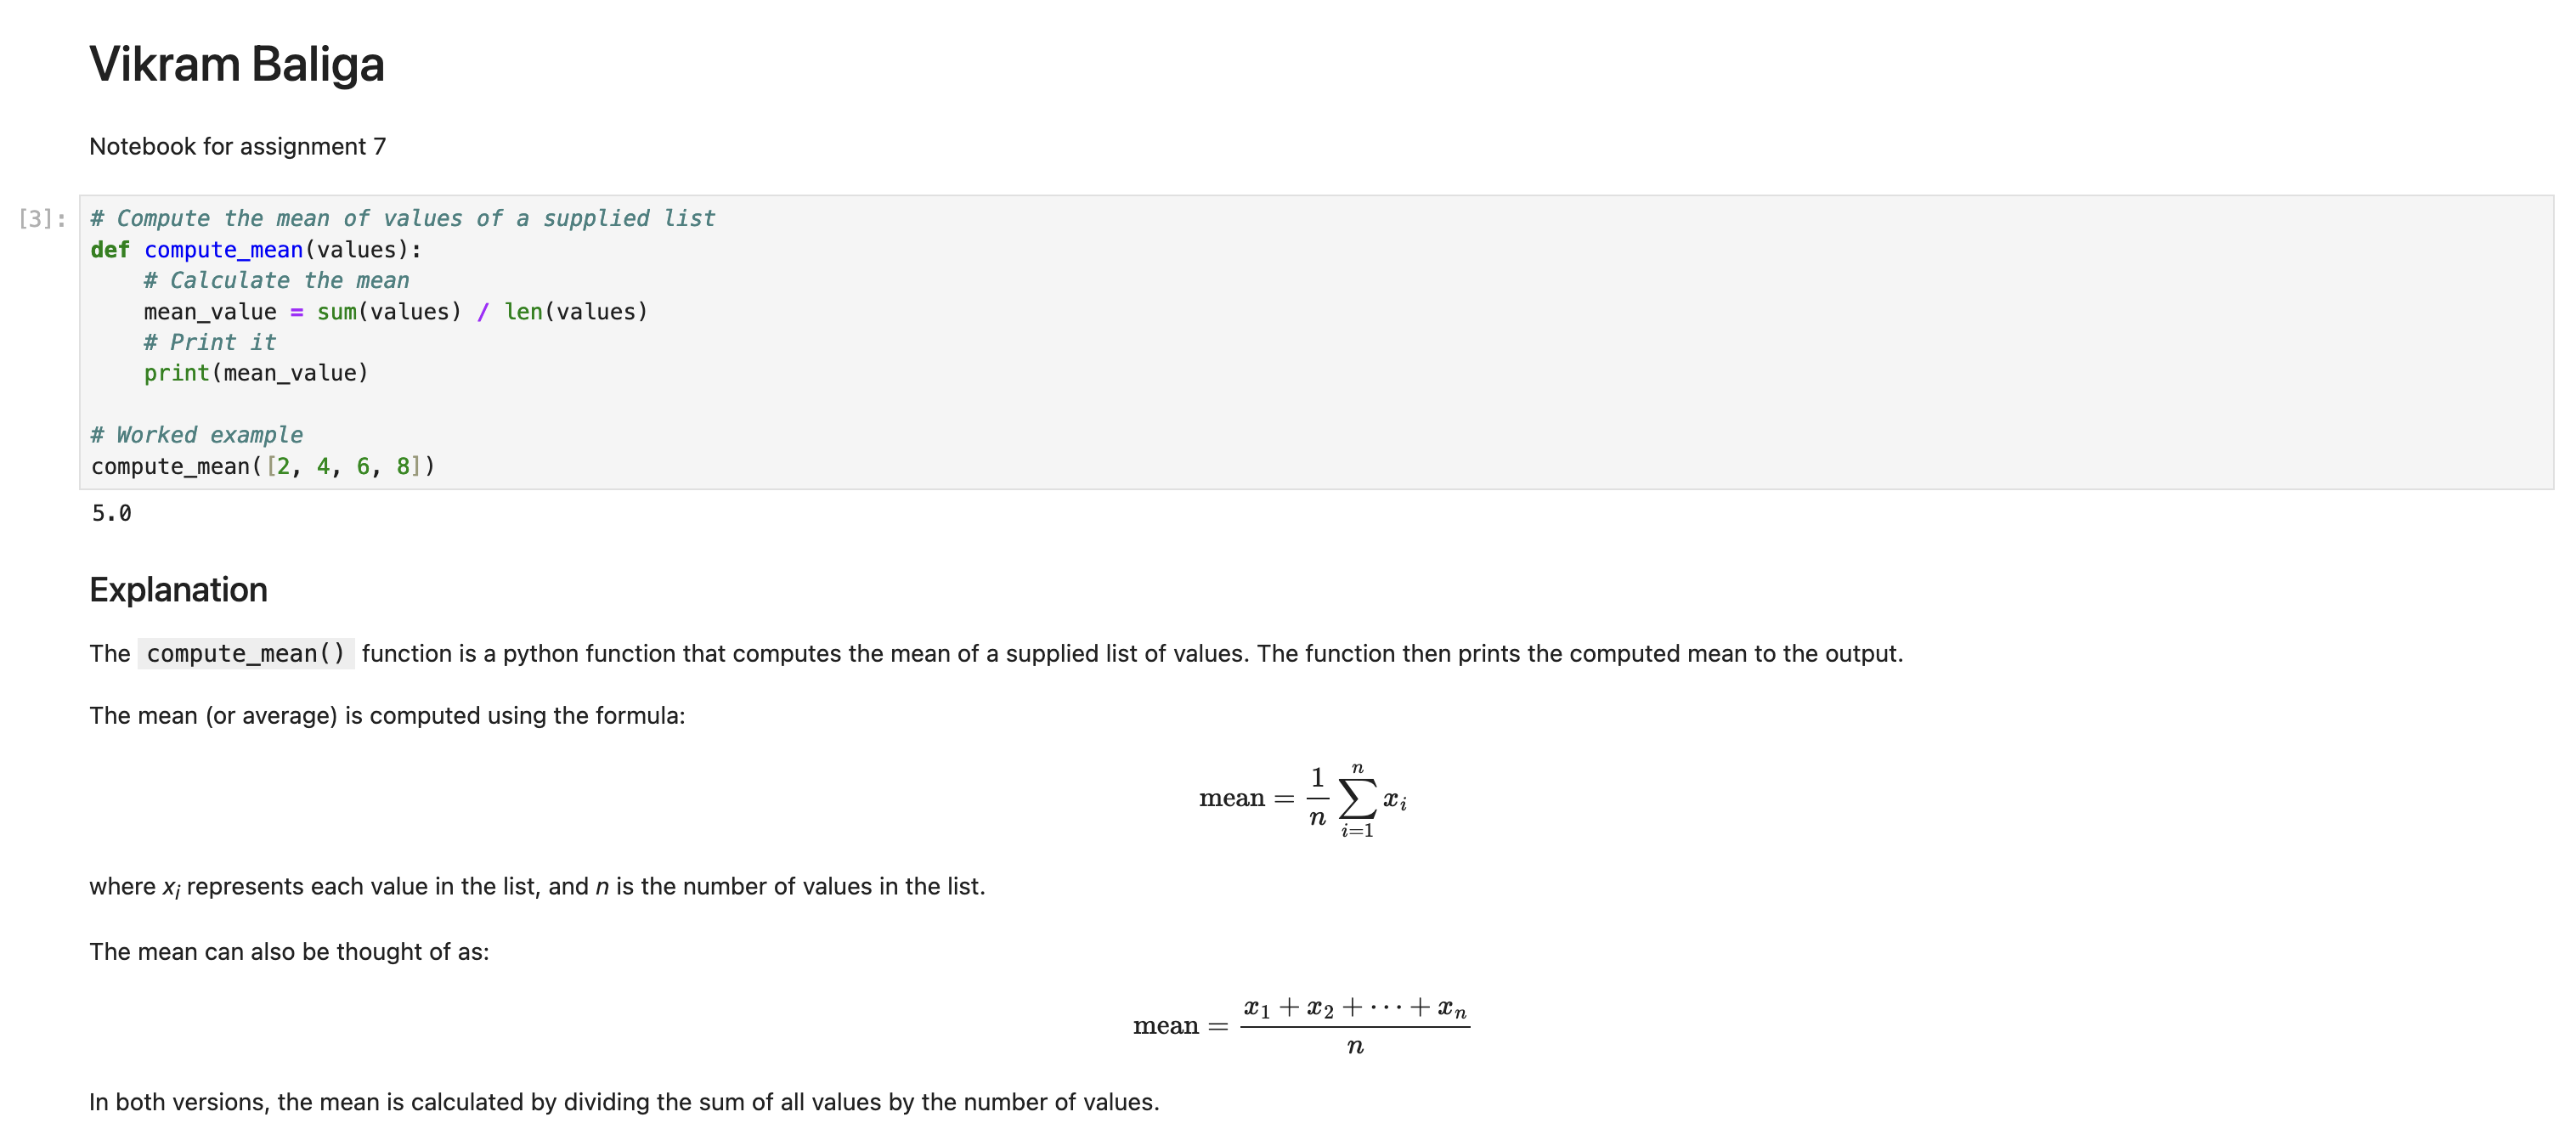 Vikram Baliga
Notebook for assignment 7
[3]:
# Compute the mean of values of a supplied list
def compute_mean(values):
    # Calculate the mean
    mean_value = sum(values) / len(values)
    # Print it
    print(mean_value)

# Worked example
compute_mean([2, 4, 6, 8])
5.0
Explanation
The compute_mean() function is a python function that computes the mean of a supplied list of values. The function then prints the computed mean to the output.
The mean (or average) is computed using the formula:
mean = \frac{1}{n} \sum_{i=1}^{n} x_i
where x_i represents each value in the list, and n is the number of values in the list.
The mean can also be thought of as:
mean = \frac{x_1 + x_2 + \cdots + x_n}{n}
In both versions, the mean is calculated by dividing the sum of all values by the number of values.